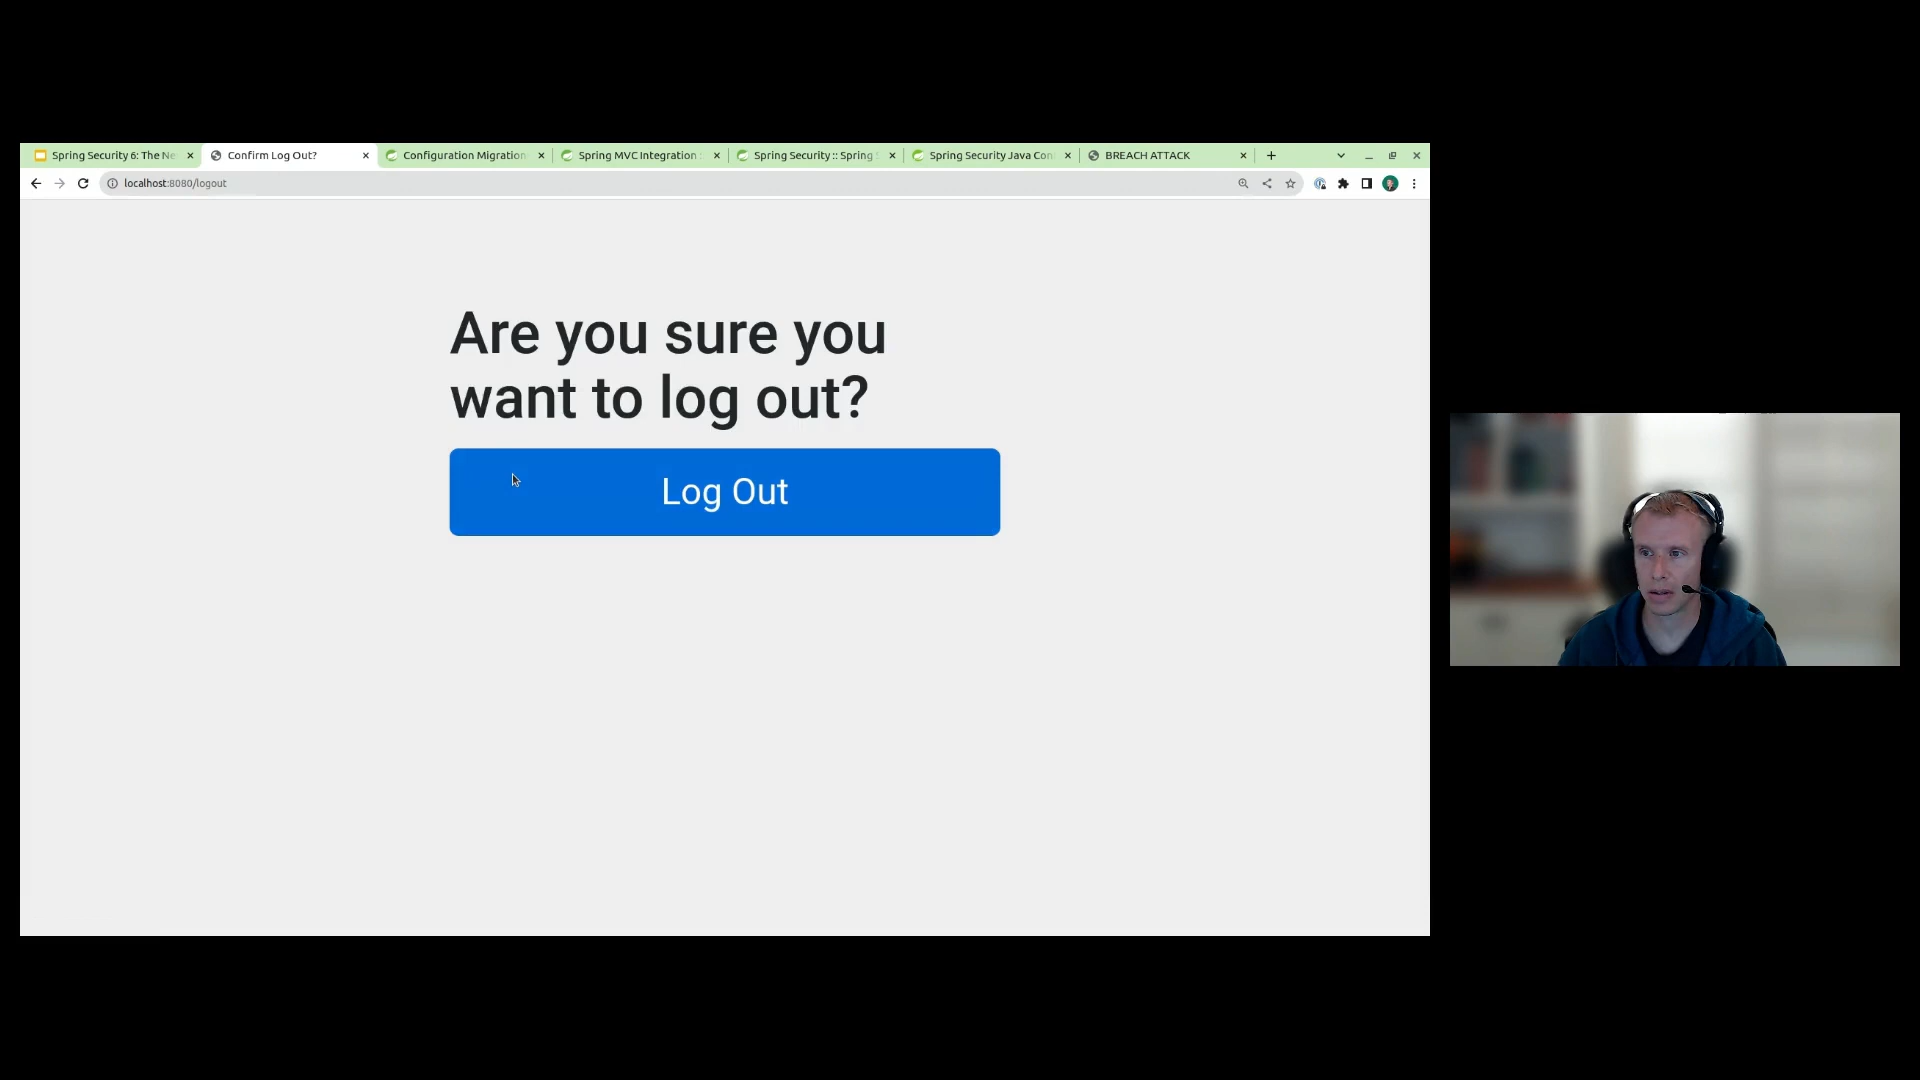 Spring Security 6: The Ne
Confirm Log Out?
Configuration Migration
Spring MVC Integration
Spring Security :: Spring
Spring Security Java Con
BREACH ATTACK
localhost:8080/logout
Are you sure you
want to log out?
Log Out